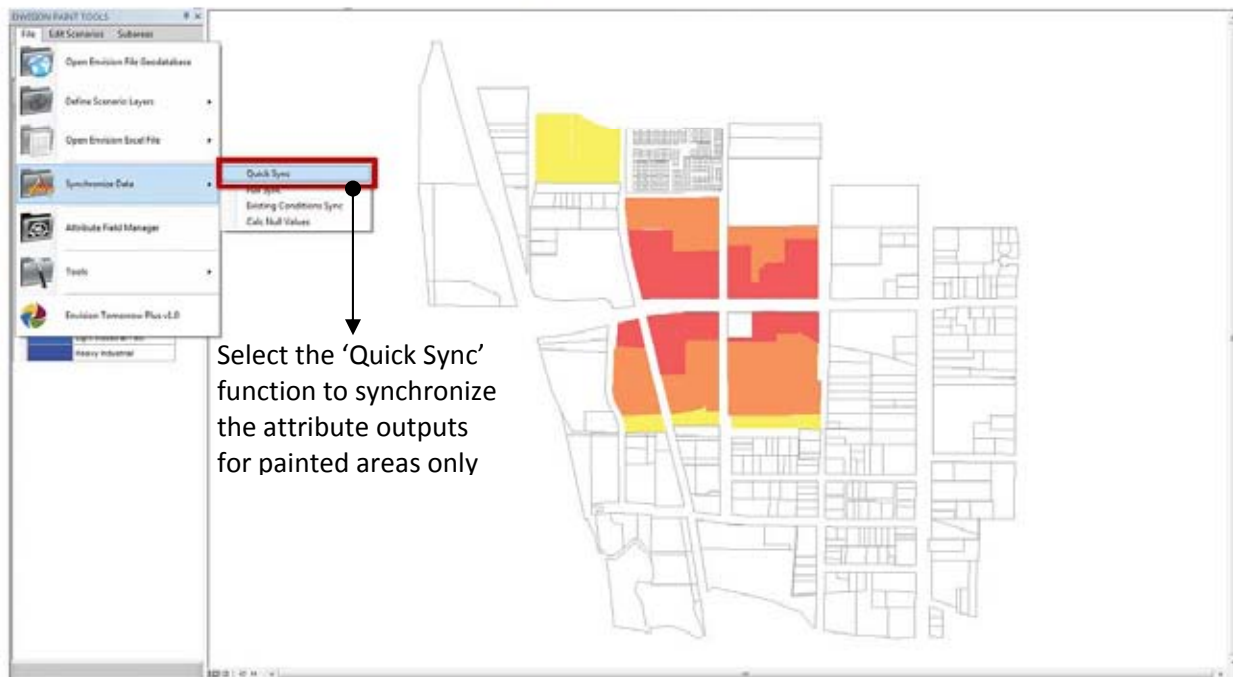 ENVISION PAINT TOOLS
File Edit Scenarios Subareas
Open Envision File Geodatabase
Define Scenario Layers
Open Envision Excel File
Synchronize Data
Quick Sync
Full Sync
Existing Conditions Sync
Calc Null Values
Attribute Field Manager
Tools
Envision Tomorrow Plus v1.0
Heavy Industrial
Select the ‘Quick Sync’
function to synchronize
the attribute outputs
for painted areas only